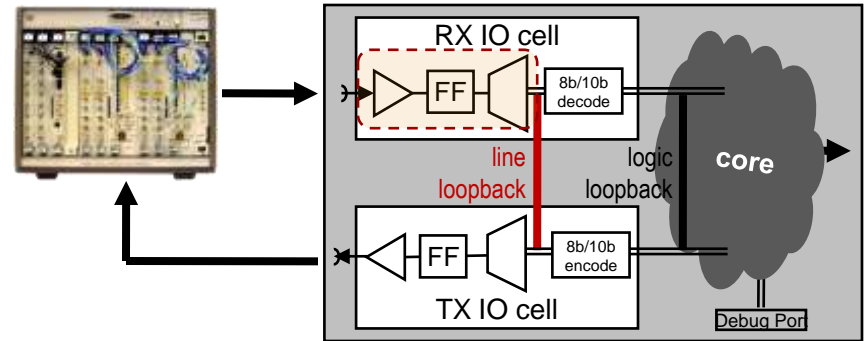 RX IO cell
FF
8b/10b
decode
line
loopback
logic
loopback
core
FF
8b/10b
encode
TX IO cell
Debug Port